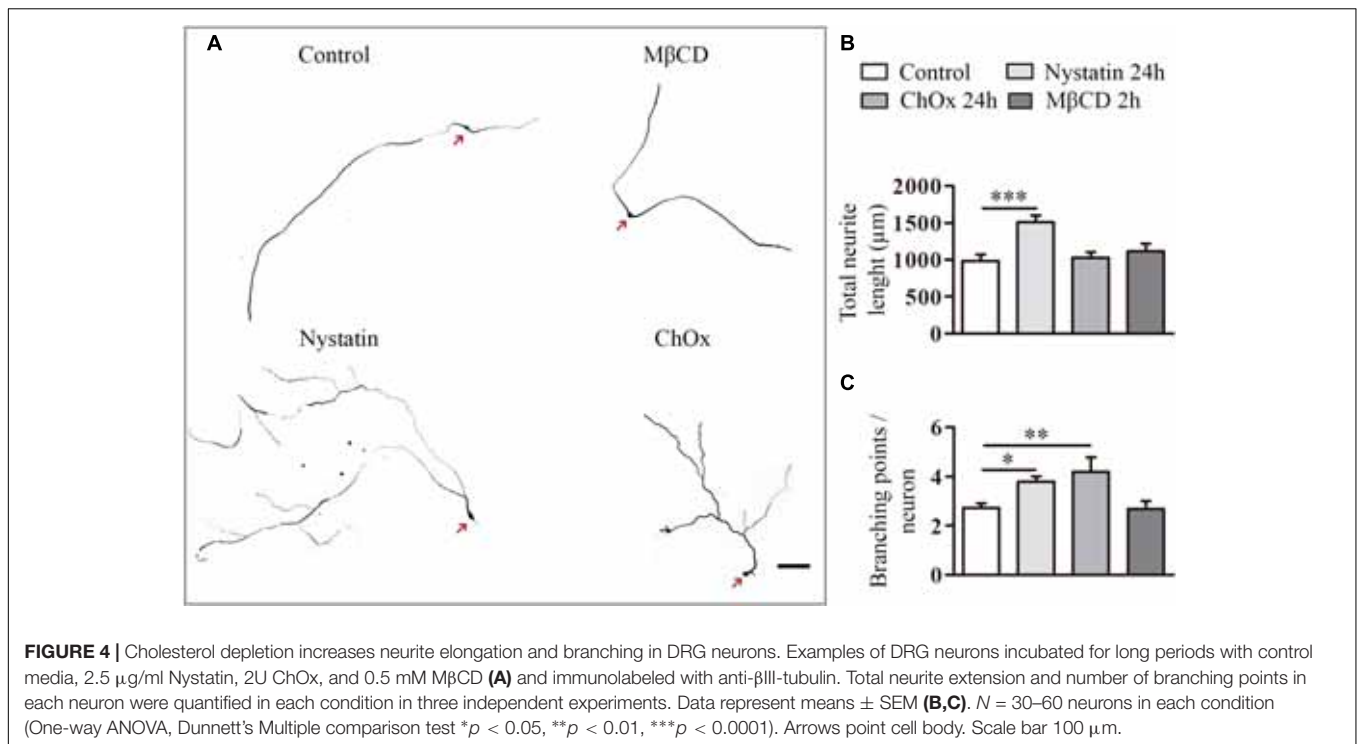 A
Control
MβCD
Nystatin
ChOx
B
Control
Nystatin 24h
ChOx 24h
MβCD 2h
Total neurite
lenght (μm)
2000
1500
1000
500
0
***
C
Branching points /
neuron
6
4
2
0
**
*
FIGURE 4 | Cholesterol depletion increases neurite elongation and branching in DRG neurons. Examples of DRG neurons incubated for long periods with control
media, 2.5 μg/ml Nystatin, 2U ChOx, and 0.5 mM MβCD (A) and immunolabeled with anti-βIII-tubulin. Total neurite extension and number of branching points in
each neuron were quantified in each condition in three independent experiments. Data represent means ± SEM (B,C). N = 30–60 neurons in each condition
(One-way ANOVA, Dunnett’s Multiple comparison test *p < 0.05, **p < 0.01, ***p < 0.0001). Arrows point cell body. Scale bar 100 μm.